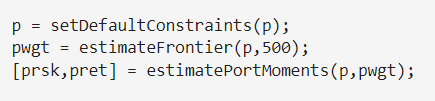 p = setDefaultConstraints(p);
pwgt = estimateFrontier(p,500);
[prsk,pret] = estimatePortMoments(p,pwgt);